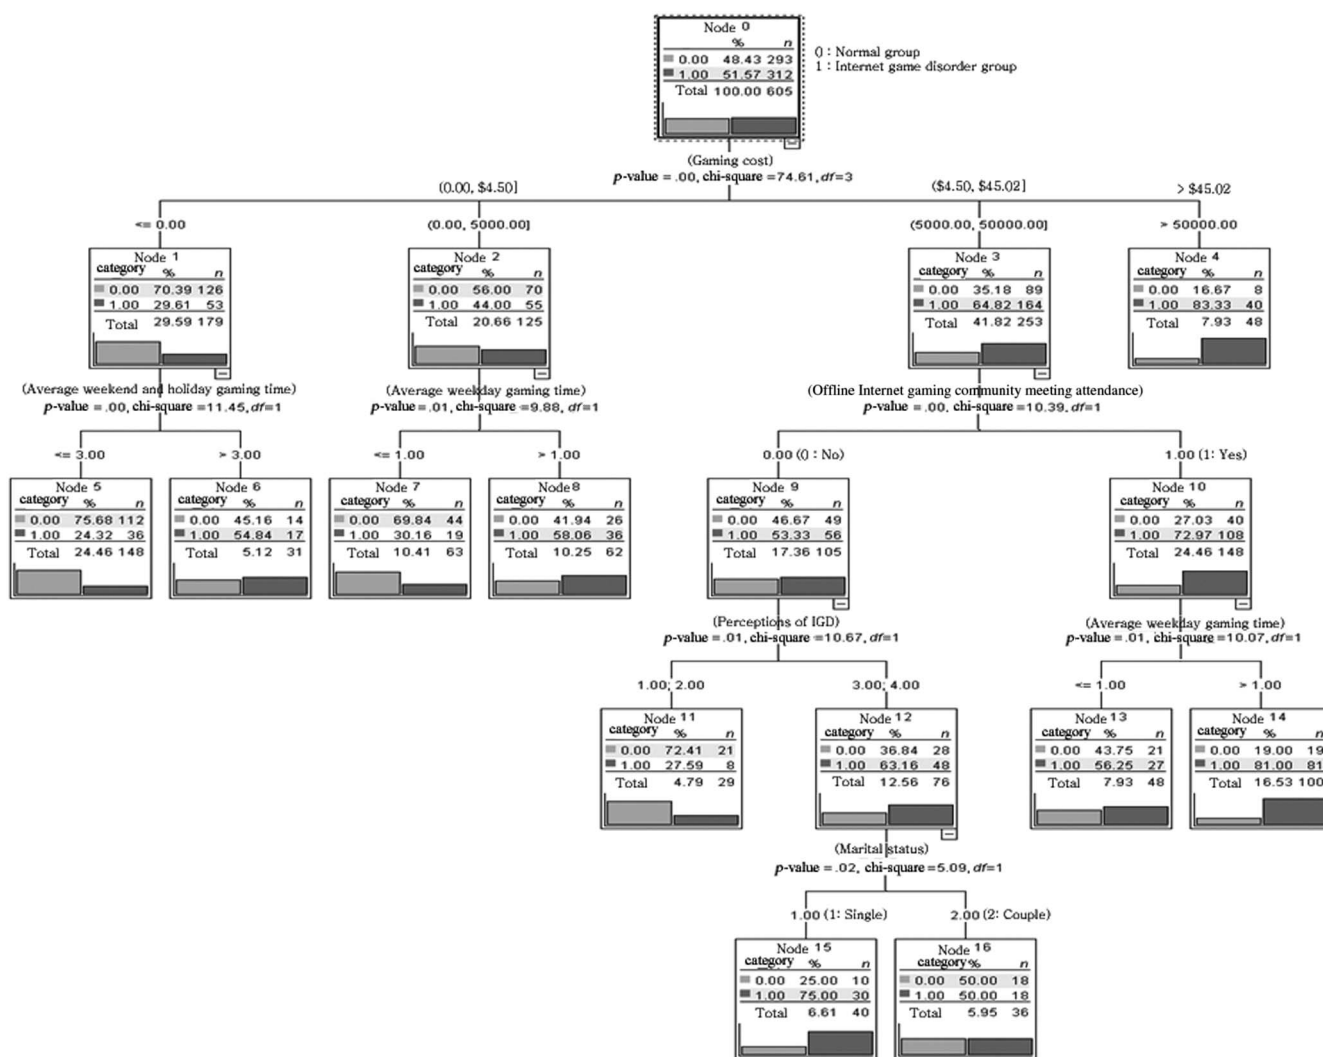 Node 0
% n
0.00 48.43 293
1.00 51.57 312
Total 100.00 605
0 : Normal group
1 : Internet game disorder group
(Gaming cost)
p-value = .00, chi-square =74.61, df=3
(0.00, $4.50]
($4.50, $45.02]
> $45.02
<= 0.00
(0.00, 5000.00]
(5000.00, 50000.00]
> 50000.00
Node 1
category % n
0.00 70.39 126
1.00 29.61 53
Total 29.59 179
Node 2
category % n
0.00 56.00 70
1.00 44.00 55
Total 20.66 125
Node 3
category % n
0.00 35.18 89
1.00 64.82 164
Total 41.82 253
Node 4
category % n
0.00 16.67 8
1.00 83.33 40
Total 7.93 48
(Average weekend and holiday gaming time)
p-value = .00, chi-square =11.45, df=1
(Average weekday gaming time)
p-value = .01, chi-square =9.88, df=1
(Offline Internet gaming community meeting attendance)
p-value = .00, chi-square =10.39, df=1
<= 3.00
> 3.00
<= 1.00
> 1.00
0.00 (0 : No)
1.00 (1: Yes)
Node 5
category % n
0.00 75.68 112
1.00 24.32 36
Total 24.46 148
Node 6
category % n
0.00 45.16 14
1.00 54.84 17
Total 5.12 31
Node 7
category % n
0.00 69.84 44
1.00 30.16 19
Total 10.41 63
Node 8
category % n
0.00 41.94 26
1.00 58.06 36
Total 10.25 62
Node 9
category % n
0.00 46.67 49
1.00 53.33 56
Total 17.36 105
Node 10
category % n
0.00 27.03 40
1.00 72.97 108
Total 24.46 148
(Perceptions of IGD)
p-value = .01, chi-square =10.67, df=1
(Average weekday gaming time)
p-value = .01, chi-square =10.07, df=1
1.00; 2.00
3.00; 4.00
<= 1.00
> 1.00
Node 11
category % n
0.00 72.41 21
1.00 27.59 8
Total 4.79 29
Node 12
category % n
0.00 36.84 28
1.00 63.16 48
Total 12.56 76
Node 13
category % n
0.00 43.75 21
1.00 56.25 27
Total 7.93 48
Node 14
category % n
0.00 19.00 19
1.00 81.00 81
Total 16.53 100
(Marital status)
p-value = .02, chi-square =5.09, df=1
1.00 (1: Single)
2.00 (2: Couple)
Node 15
category % n
0.00 25.00 10
1.00 75.00 30
Total 6.61 40
Node 16
category % n
0.00 50.00 18
1.00 50.00 18
Total 5.95 36